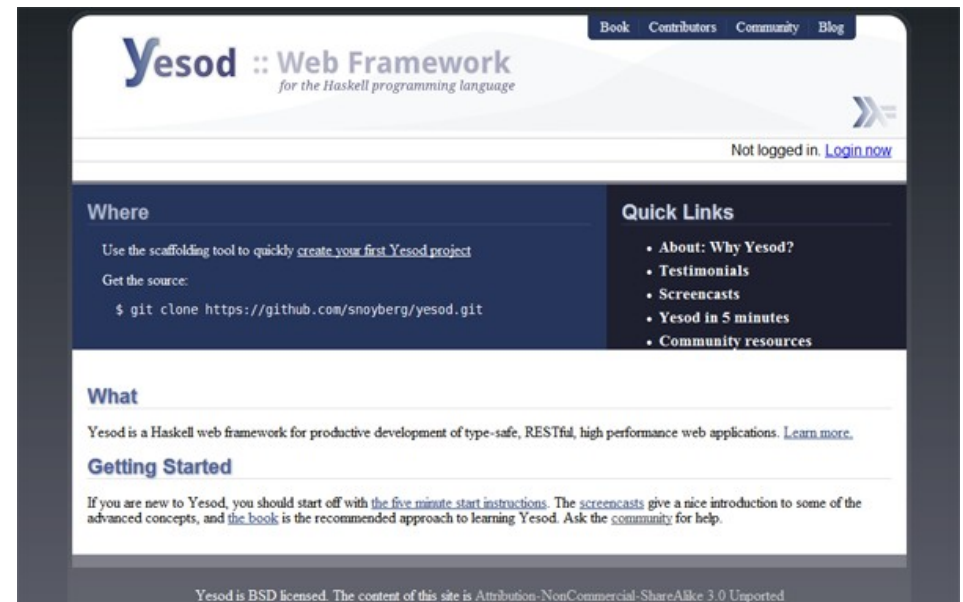 Book Contributors Community Blog
Yesod :: Web Framework
for the Haskell programming language
Not logged in. Login now
Where
Use the scaffolding tool to quickly create your first Yesod project
Get the source:
$ git clone https://github.com/snoyberg/yesod.git
Quick Links
• About: Why Yesod?
• Testimonials
• Screencasts
• Yesod in 5 minutes
• Community resources
What
Yesod is a Haskell web framework for productive development of type-safe, RESTful, high performance web applications. Learn more.
Getting Started
If you are new to Yesod, you should start off with the five minute start instructions. The screencasts give a nice introduction to some of the
advanced concepts, and the book is the recommended approach to learning Yesod. Ask the community for help.
Yesod is BSD licensed. The content of this site is Attribution-NonCommercial-ShareAlike 3.0 Unported